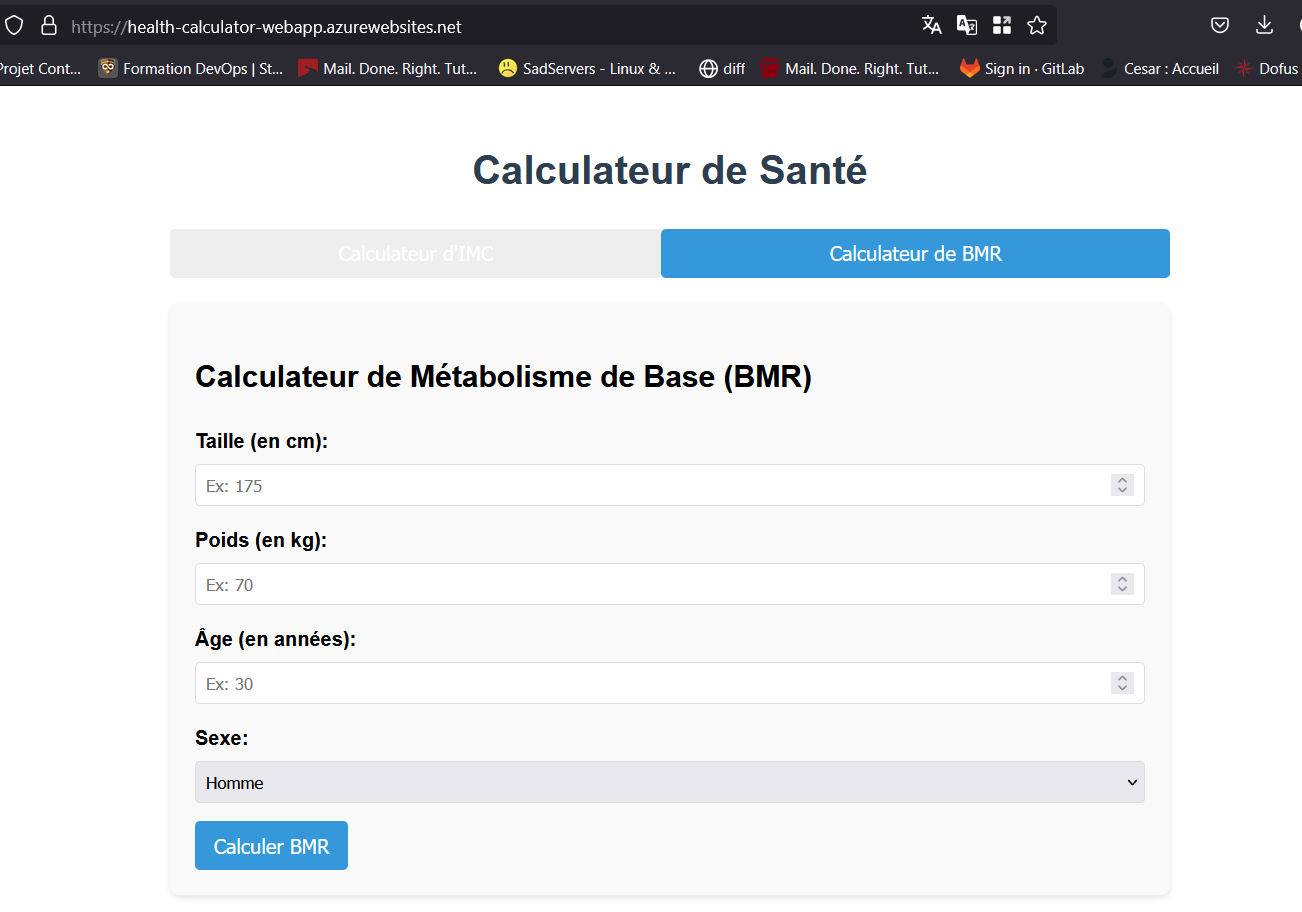 https://health-calculator-webapp.azurewebsites.net
Projet Cont... Formation DevOps | St... Mail. Done. Right. Tut... SadServers - Linux & ... diff Mail. Done. Right. Tut... Sign in · GitLab Cesar : Accueil Dofus
Calculateur de Santé
Calculateur d'IMC Calculateur de BMR
Calculateur de Métabolisme de Base (BMR)
Taille (en cm):
Ex: 175
Poids (en kg):
Ex: 70
Âge (en années):
Ex: 30
Sexe:
Homme
Calculer BMR